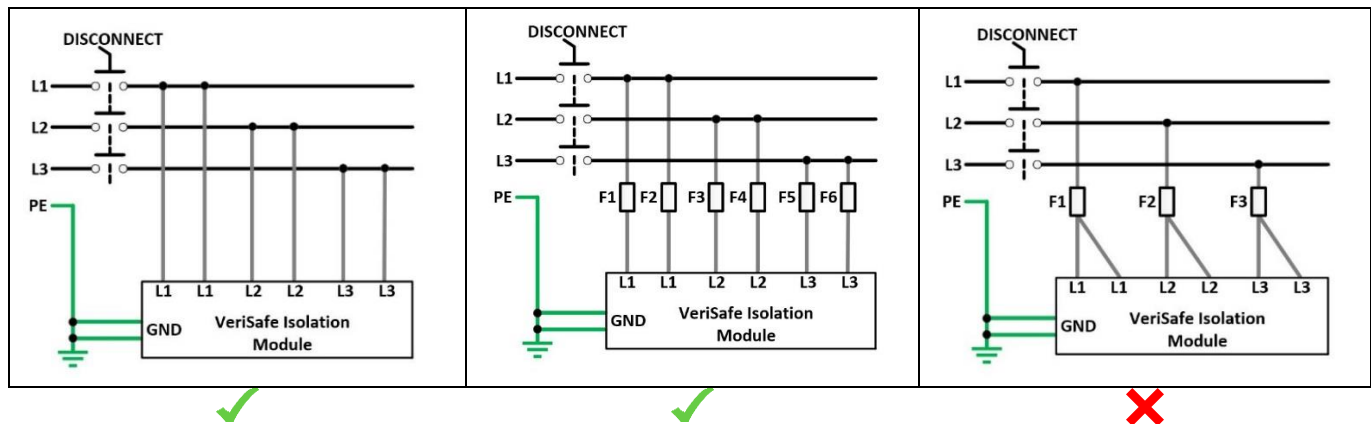 DISCONNECT
L1
L2
L3
PE
L1 L1 L2 L2 L3 L3
GND
VeriSafe Isolation
Module
DISCONNECT
L1
L2
L3
PE
F1 F2 F3 F4 F5 F6
L1 L1 L2 L2 L3 L3
GND
VeriSafe Isolation
Module
DISCONNECT
L1
L2
L3
PE
F1 F2 F3
L1 L1 L2 L2 L3 L3
GND
VeriSafe Isolation
Module